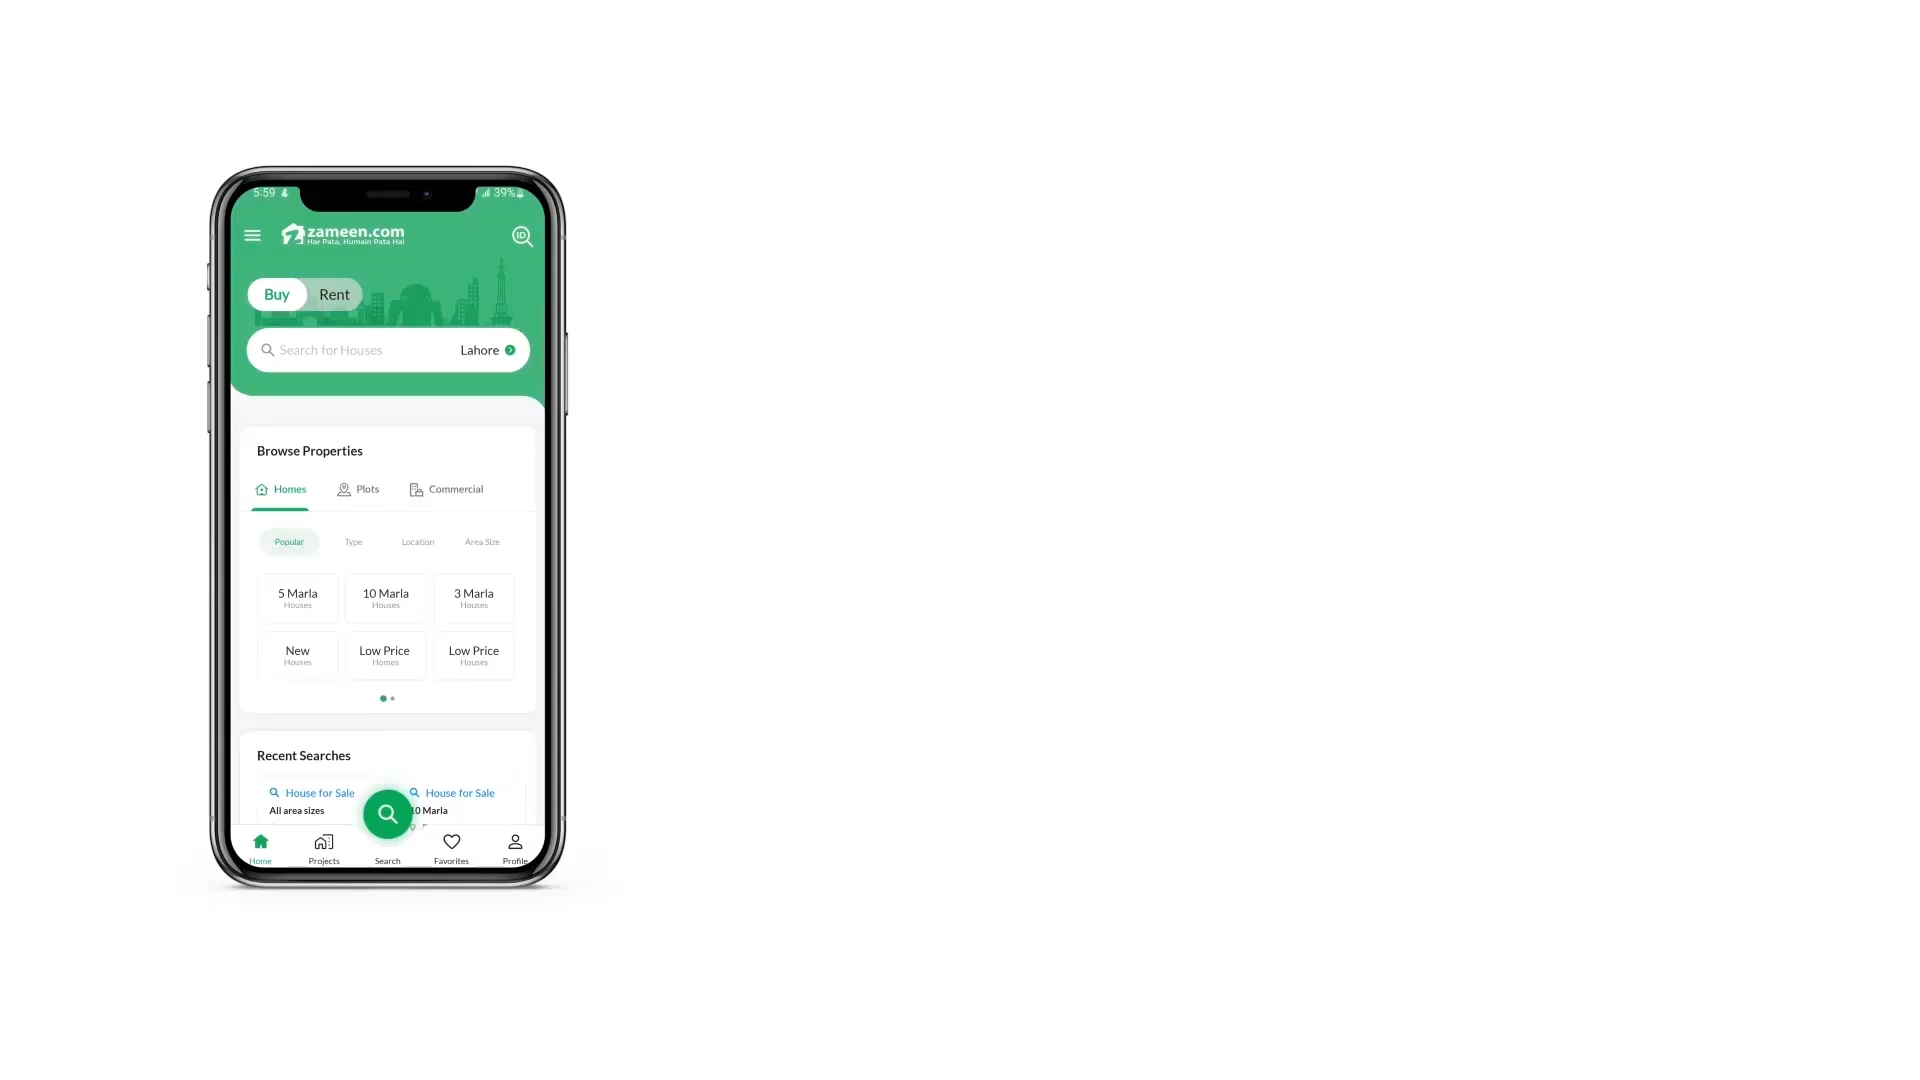 5:59 39%
zameen.com
Har Pata, Humain Pata Hai
ID
Buy Rent
Search for Houses Lahore
Browse Properties
Homes Plots Commercial
Popular Type Location Area Size
5 Marla 10 Marla 3 Marla
Houses Houses Houses
New Low Price Low Price
Houses Homes Houses
Recent Searches
House for Sale House for Sale
All area sizes 10 Marla
Home Projects Search Favorites Profile